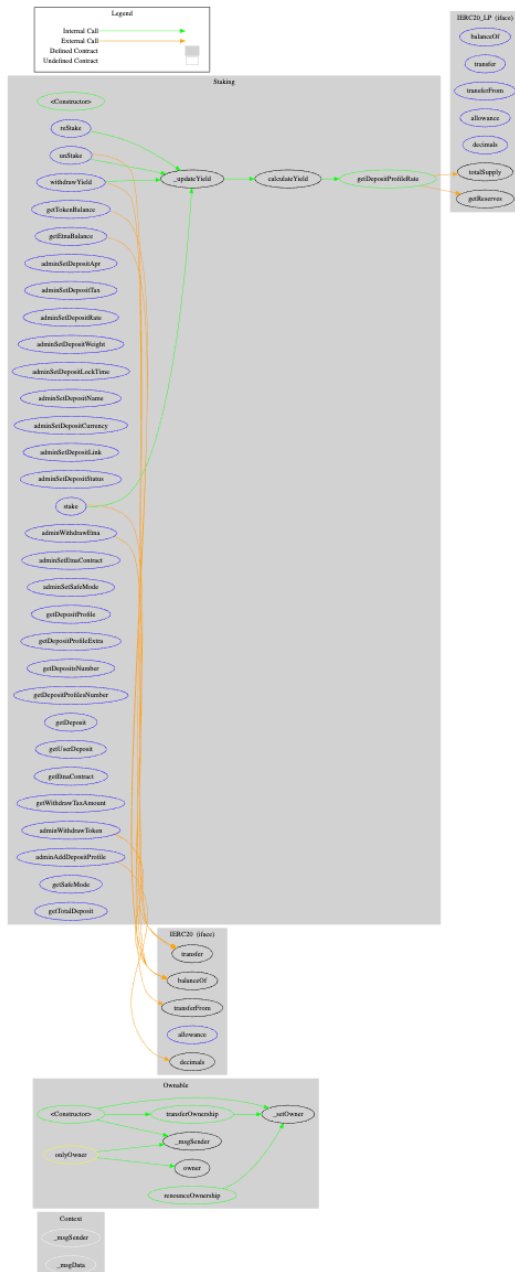 Legend
Internal Call
External Call
Defined Contract
Undefined Contract
IERC20_LP (iface)
balanceOf
transfer
transferFrom
allowance
decimals
totalSupply
getReserves
Staking
<Constructor>
reStake
unStake
withdrawYield
_updateYield
calculateYield
getDepositProfileRate
getTokenBalance
getEtnaBalance
adminSetDepositApr
adminSetDepositTax
adminSetDepositRate
adminSetDepositWeight
adminSetDepositLockTime
adminSetDepositName
adminSetDepositCurrency
adminSetDepositLink
adminSetDepositStatus
stake
adminWithdrawEtna
adminSetEtnaContract
adminSetSafeMode
getDepositProfile
getDepositProfileExtra
getDepositsNumber
getDepositProfilesNumber
getDeposit
getUserDeposit
getEtnaContract
getWithdrawTaxAmount
adminWithdrawToken
adminAddDepositProfile
getSafeMode
getTotalDeposit
IERC20 (iface)
transfer
balanceOf
transferFrom
allowance
decimals
Ownable
<Constructor>
transferOwnership
_setOwner
onlyOwner
_msgSender
owner
renounceOwnership
Context
_msgSender
_msgData